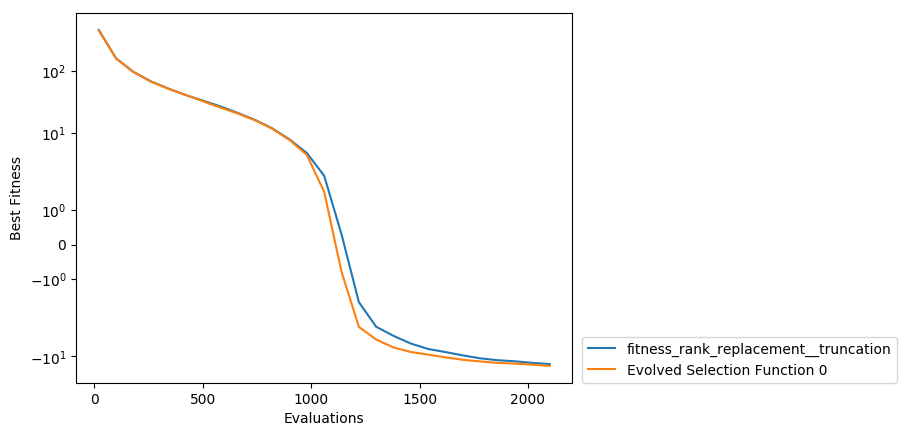 Best Fitness
10²
10¹
10⁰
0
−10⁰
−10¹
0 500 1000 1500 2000
Evaluations
fitness_rank_replacement__truncation
Evolved Selection Function 0